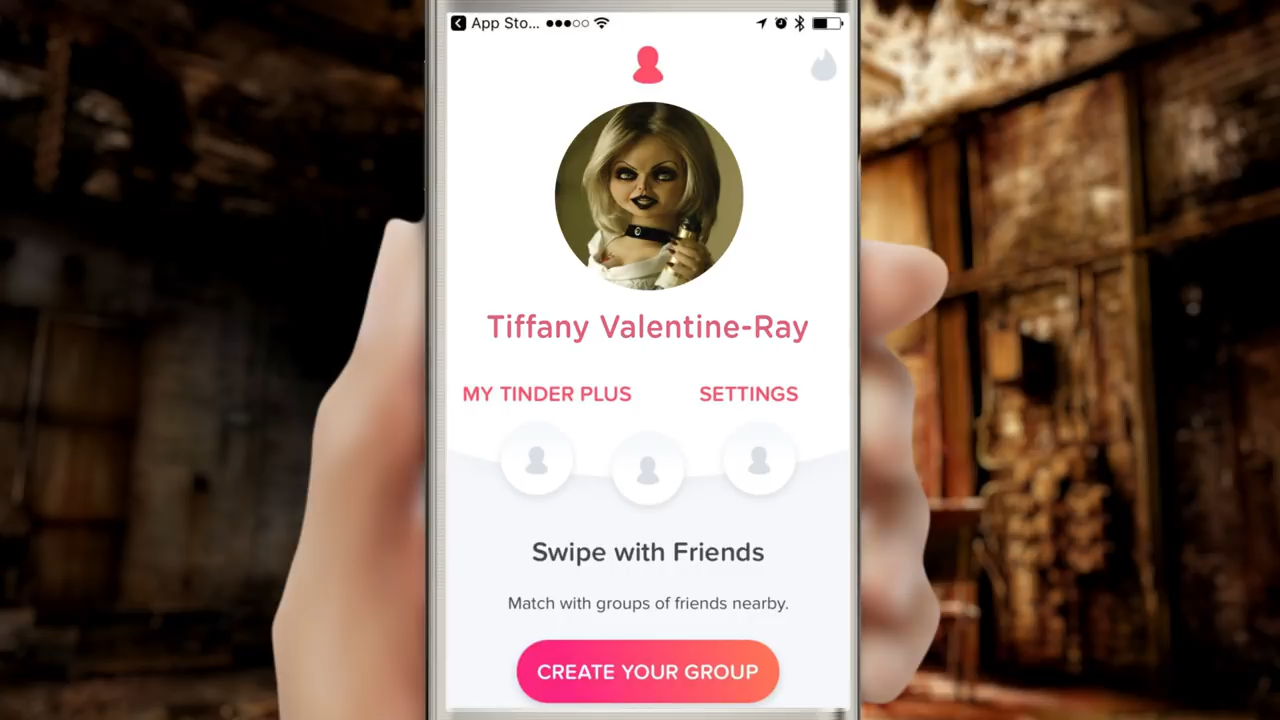 App Sto...
Tiffany Valentine-Ray
MY TINDER PLUS SETTINGS
Swipe with Friends
Match with groups of friends nearby.
CREATE YOUR GROUP